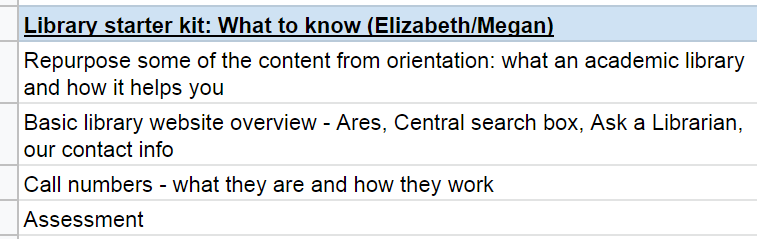 Library starter kit: What to know (Elizabeth/Megan)
Repurpose some of the content from orientation: what an academic library
and how it helps you
Basic library website overview - Ares, Central search box, Ask a Librarian,
our contact info
Call numbers - what they are and how they work
Assessment